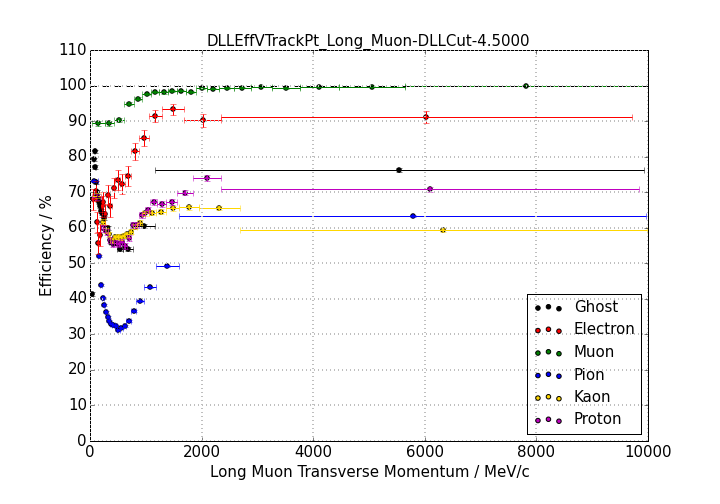 DLLEffVTrackPt_Long_Muon-DLLCut-4.5000
110
100
90
80
70
60
50
40
30
20
10
0
Efficiency / %
Ghost
Electron
Muon
Pion
Kaon
Proton
0 2000 4000 6000 8000 10000
Long Muon Transverse Momentum / MeV/c